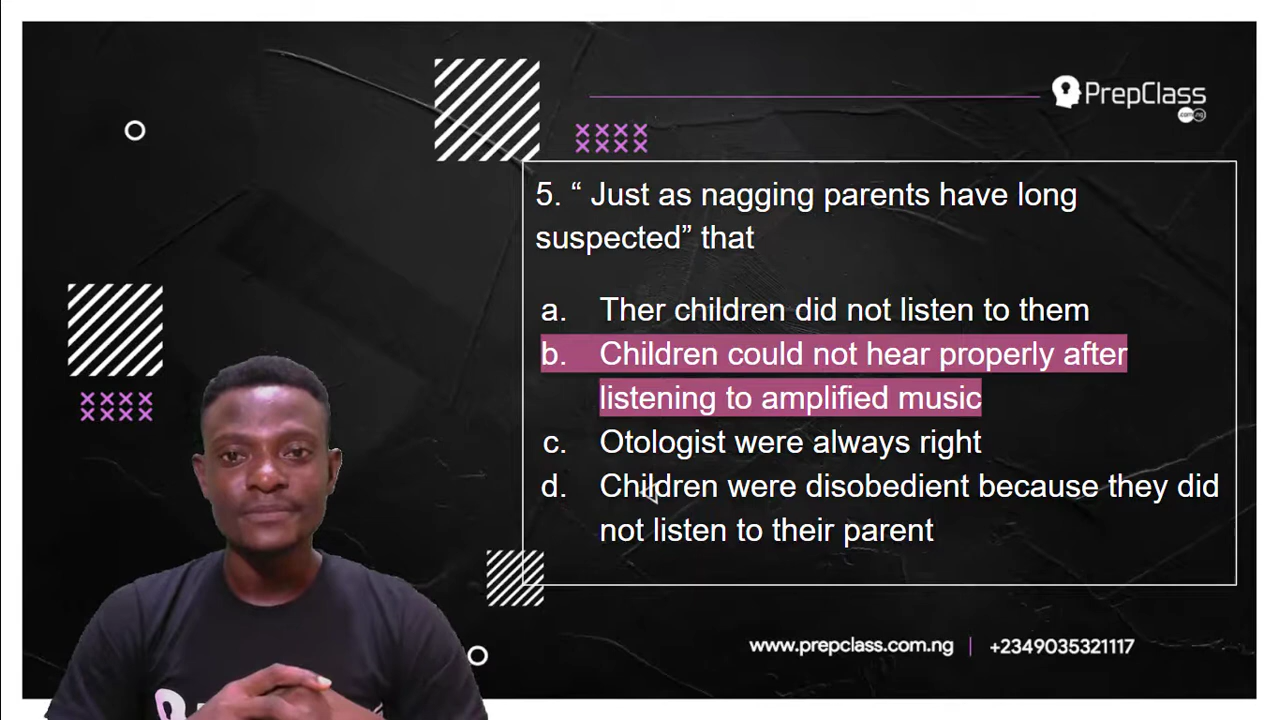 PrepClass
.com.ng
5. “ Just as nagging parents have long
suspected” that
a. Ther children did not listen to them
b. Children could not hear properly after
listening to amplified music
c. Otologist were always right
d. Children were disobedient because they did
not listen to their parent
www.prepclass.com.ng | +2349035321117